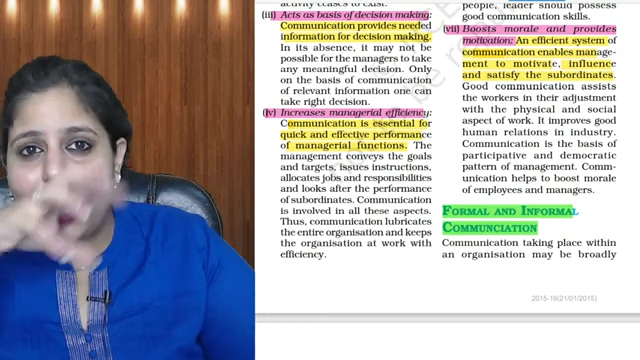 activity ceases to exist.
(iii) Acts as basis of decision making:
Communication provides needed
information for decision making.
In its absence, it may not be
possible for the managers to take
any meaningful decision. Only
on the basis of communication
of relevant information one can
take right decision.
(iv) Increases managerial efficiency:
Communication is essential for
quick and effective performance
of managerial functions. The
management conveys the goals
and targets, issues instructions,
allocates jobs and responsibilities
and looks after the performance
of subordinates. Communication
is involved in all these aspects.
Thus, communication lubricates
the entire organisation and keeps
the organisation at work with
efficiency.
people, leader should possess
good communication skills.
(vii) Boosts morale and provides
motivation: An efficient system of
communication enables manage-
ment to motivate, influence
and satisfy the subordinates.
Good communication assists
the workers in their adjustment
with the physical and social
aspect of work. It improves good
human relations in industry.
Communication is the basis of
participative and democratic
pattern of management. Comm-
unication helps to boost morale
of employees and managers.
FORMAL AND INFORMAL
COMMUNCIATION
Communication taking place within
an organisation may be broadly
2015-16(21/01/2015)